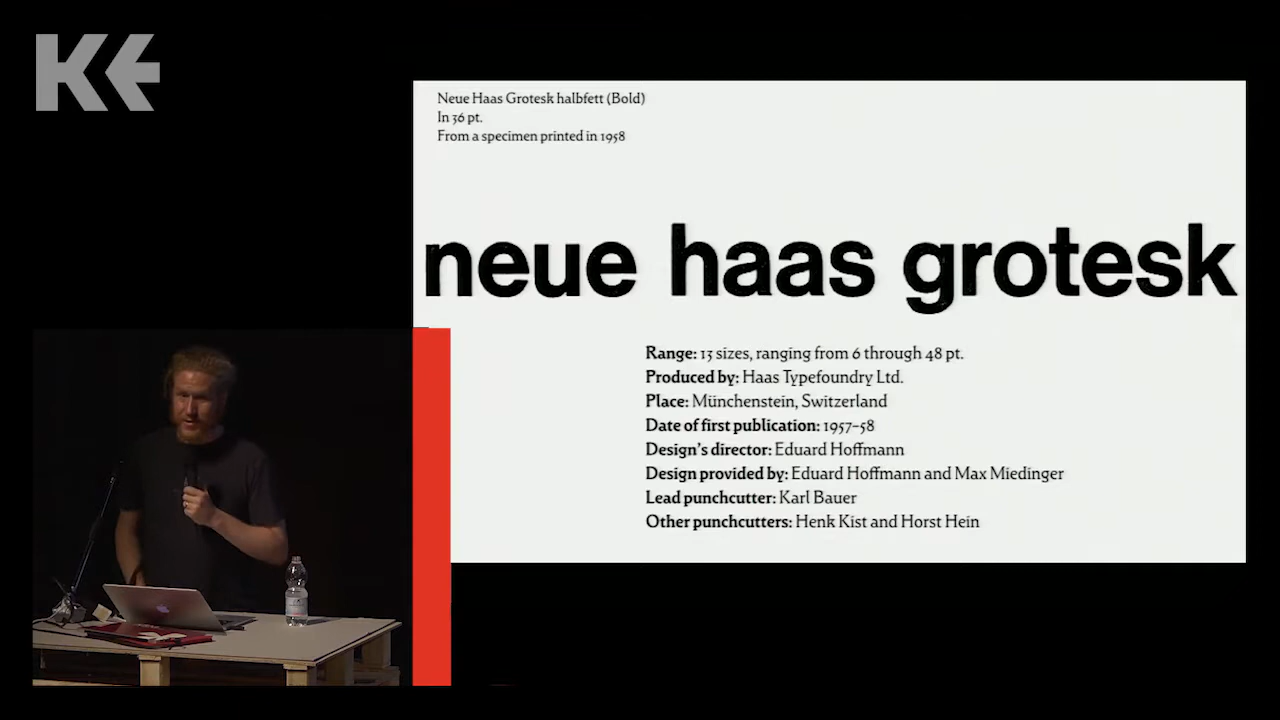 KE
Neue Haas Grotesk halbfett (Bold)
In 36 pt.
From a specimen printed in 1958
neue haas grotesk
Range: 13 sizes, ranging from 6 through 48 pt.
Produced by: Haas Typefoundry Ltd.
Place: Münchenstein, Switzerland
Date of first publication: 1957–58
Design's director: Eduard Hoffmann
Design provided by: Eduard Hoffmann and Max Miedinger
Lead punchcutter: Karl Bauer
Other punchcutters: Henk Kist and Horst Hein